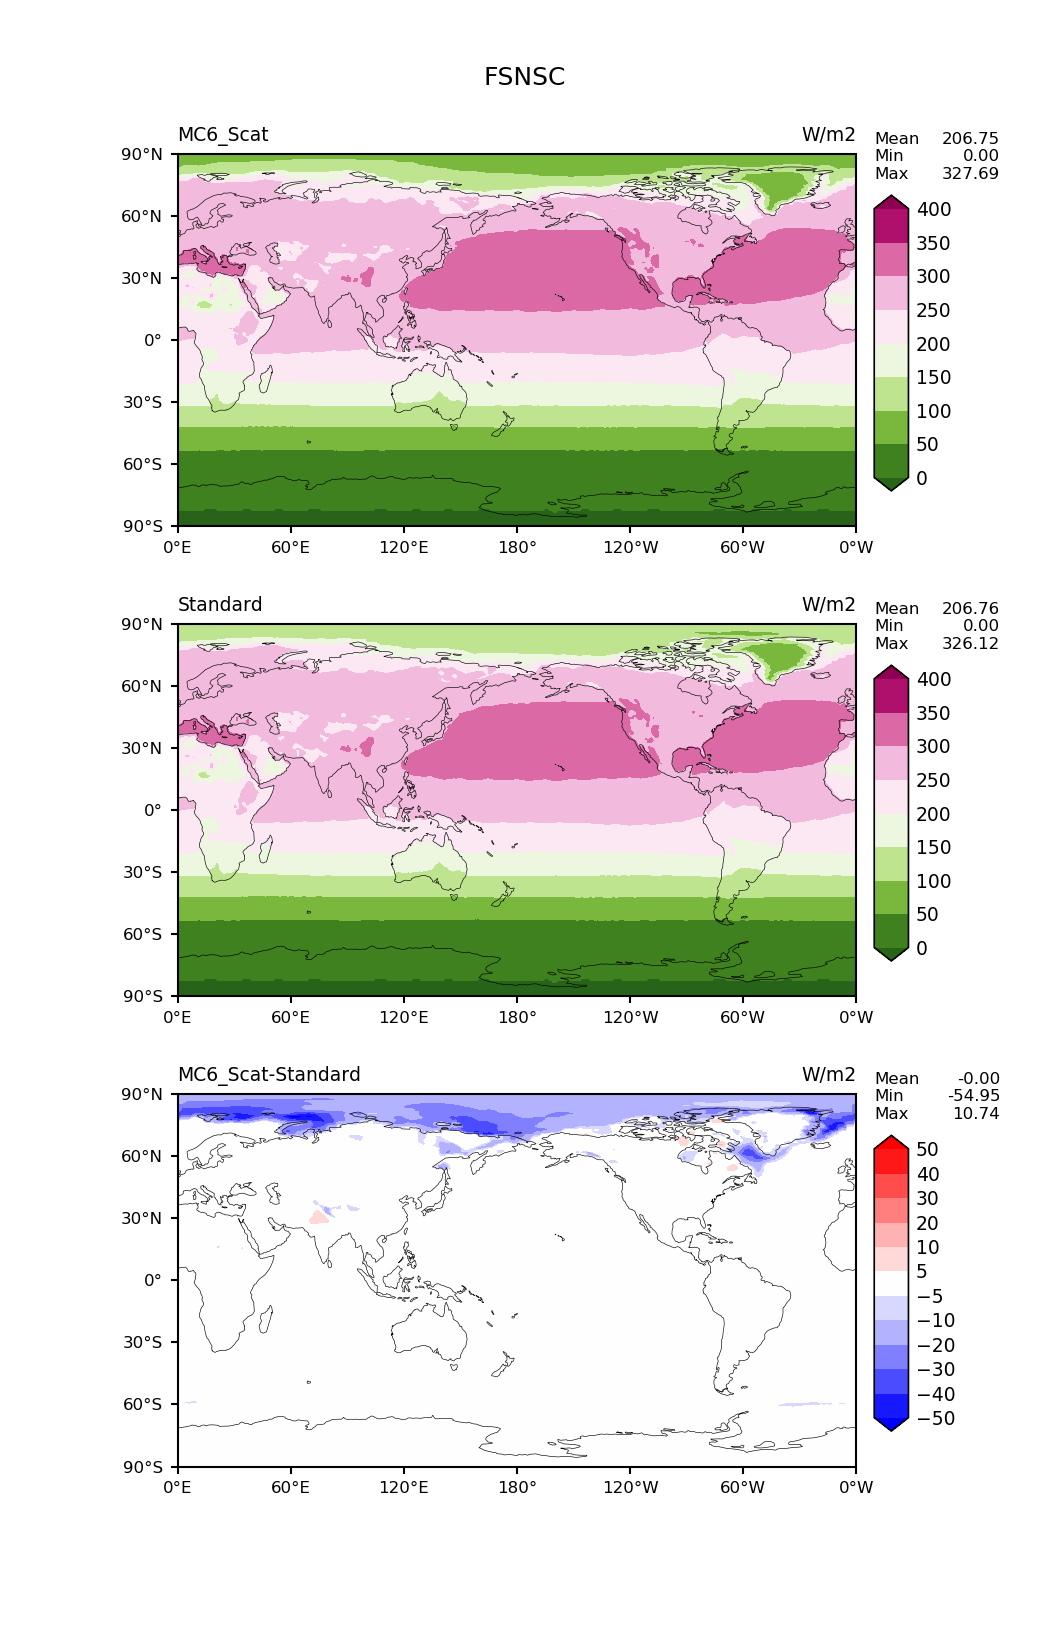 FSNSC
MC6_Scat W/m2
Mean 206.75
Min 0.00
Max 327.69
90°N
60°N
30°N
0°
30°S
60°S
90°S
0°E 60°E 120°E 180° 120°W 60°W 0°W
400
350
300
250
200
150
100
50
0
Standard W/m2
Mean 206.76
Min 0.00
Max 326.12
90°N
60°N
30°N
0°
30°S
60°S
90°S
0°E 60°E 120°E 180° 120°W 60°W 0°W
400
350
300
250
200
150
100
50
0
MC6_Scat-Standard W/m2
Mean -0.00
Min -54.95
Max 10.74
90°N
60°N
30°N
0°
30°S
60°S
90°S
0°E 60°E 120°E 180° 120°W 60°W 0°W
50
40
30
20
10
5
−5
−10
−20
−30
−40
−50